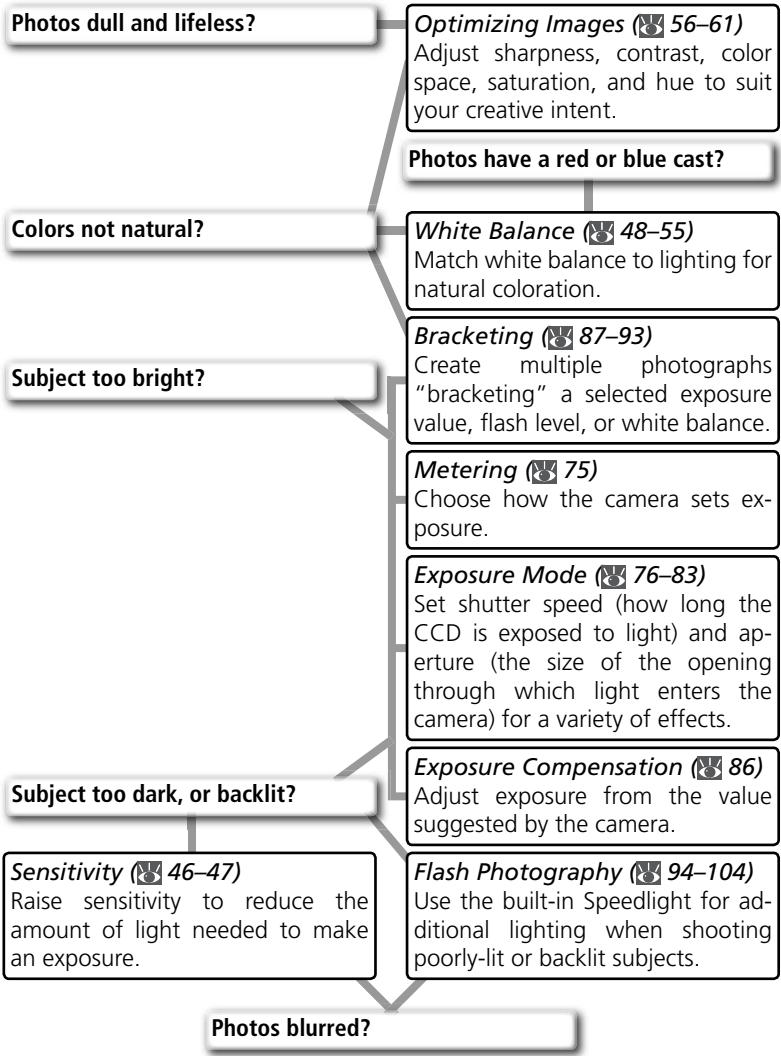 Photos dull and lifeless?
Optimizing Images ( 56–61)
Adjust sharpness, contrast, color
space, saturation, and hue to suit
your creative intent.
Photos have a red or blue cast?
Colors not natural?
White Balance ( 48–55)
Match white balance to lighting for
natural coloration.
Bracketing ( 87–93)
Create multiple photographs
“bracketing” a selected exposure
value, flash level, or white balance.
Subject too bright?
Metering ( 75)
Choose how the camera sets ex-
posure.
Exposure Mode ( 76–83)
Set shutter speed (how long the
CCD is exposed to light) and ap-
erture (the size of the opening
through which light enters the
camera) for a variety of effects.
Exposure Compensation ( 86)
Adjust exposure from the value
suggested by the camera.
Subject too dark, or backlit?
Sensitivity ( 46–47)
Raise sensitivity to reduce the
amount of light needed to make
an exposure.
Flash Photography ( 94–104)
Use the built-in Speedlight for ad-
ditional lighting when shooting
poorly-lit or backlit subjects.
Photos blurred?